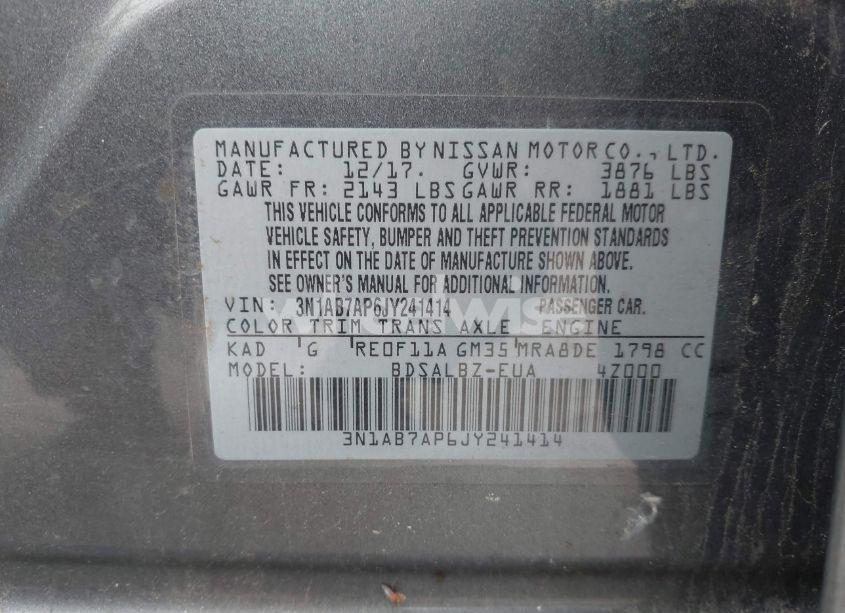 MANUFACTURED BY NISSAN MOTOR CO., LTD.
DATE: 12/17. GVWR: 3876 LBS
GAWR FR: 2143 LBS GAWR RR: 1881 LBS
THIS VEHICLE CONFORMS TO ALL APPLICABLE FEDERAL MOTOR
VEHICLE SAFETY, BUMPER AND THEFT PREVENTION STANDARDS
IN EFFECT ON THE DATE OF MANUFACTURE SHOWN ABOVE.
SEE OWNER'S MANUAL FOR ADDITIONAL INFORMATION.
VIN: 3N1AB7AP6JY241414 PASSENGER CAR.
COLOR TRIM TRANS AXLE ENGINE
KAD G RE0F11A GM35 MRA8DE 1798 CC
MODEL: BDSALBZ-EUA 4Z000
3N1AB7AP6JY241414